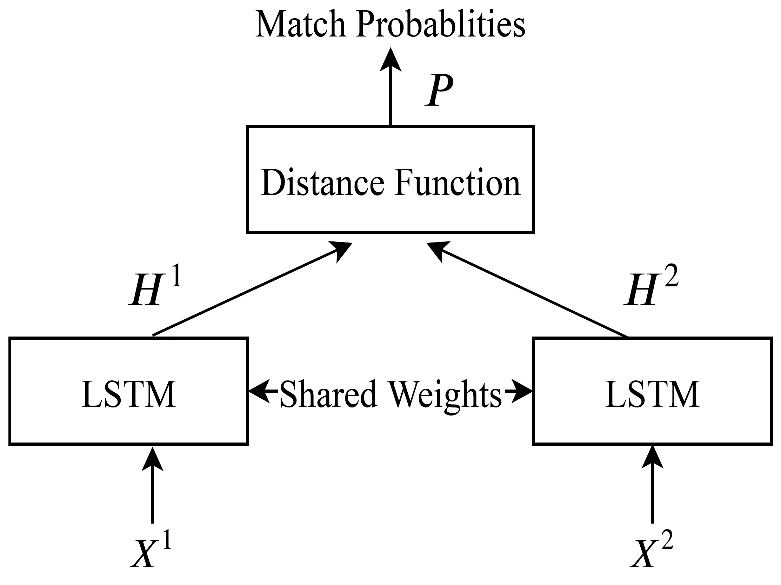 Match Probablities
P
Distance Function
H¹ H²
LSTM Shared Weights LSTM
X¹ X²